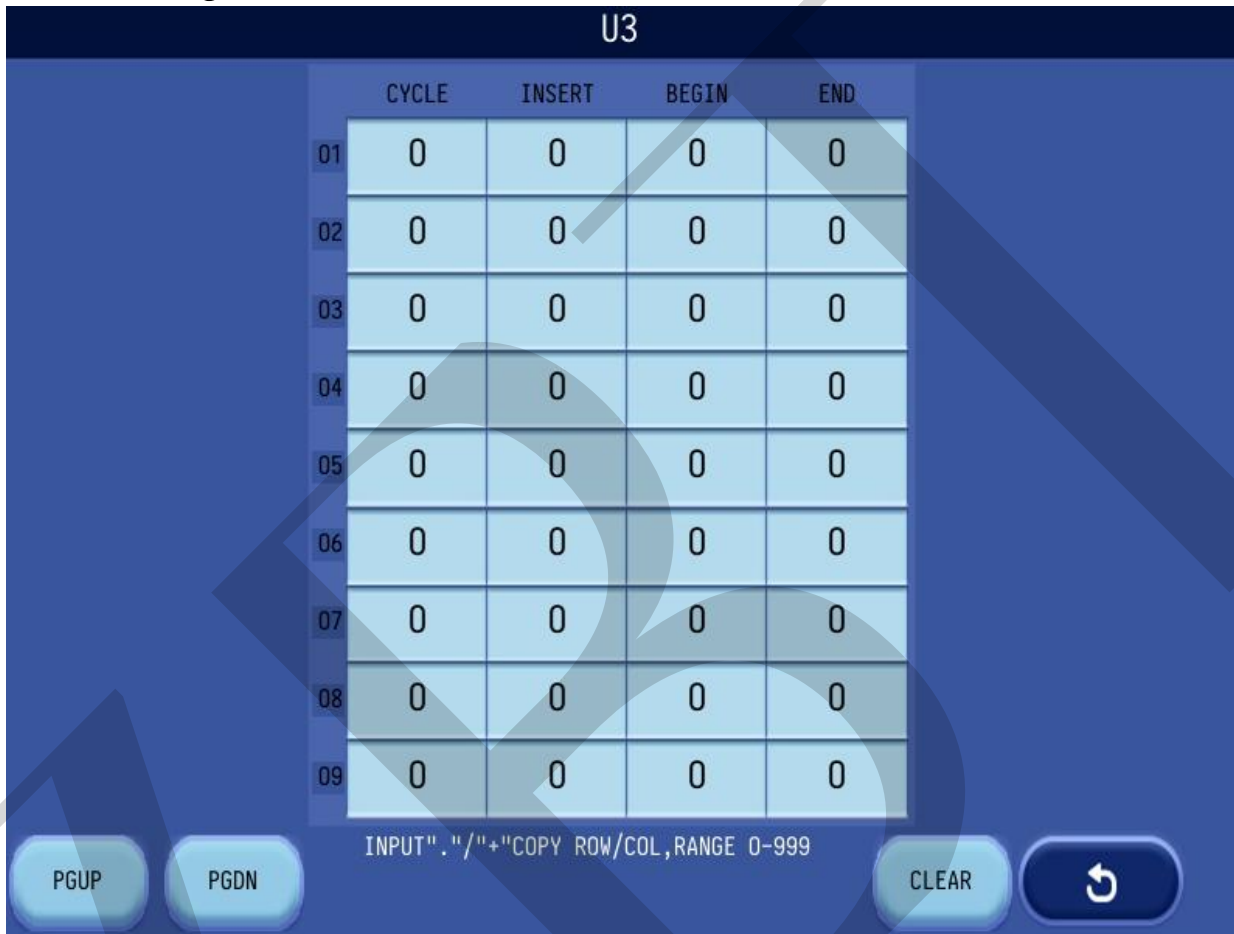 U3
CYCLE INSERT BEGIN END
01 0 0 0 0
02 0 0 0 0
03 0 0 0 0
04 0 0 0 0
05 0 0 0 0
06 0 0 0 0
07 0 0 0 0
08 0 0 0 0
09 0 0 0 0
INPUT"."/"+"COPY ROW/COL,RANGE 0-999
PGUP PGDN CLEAR